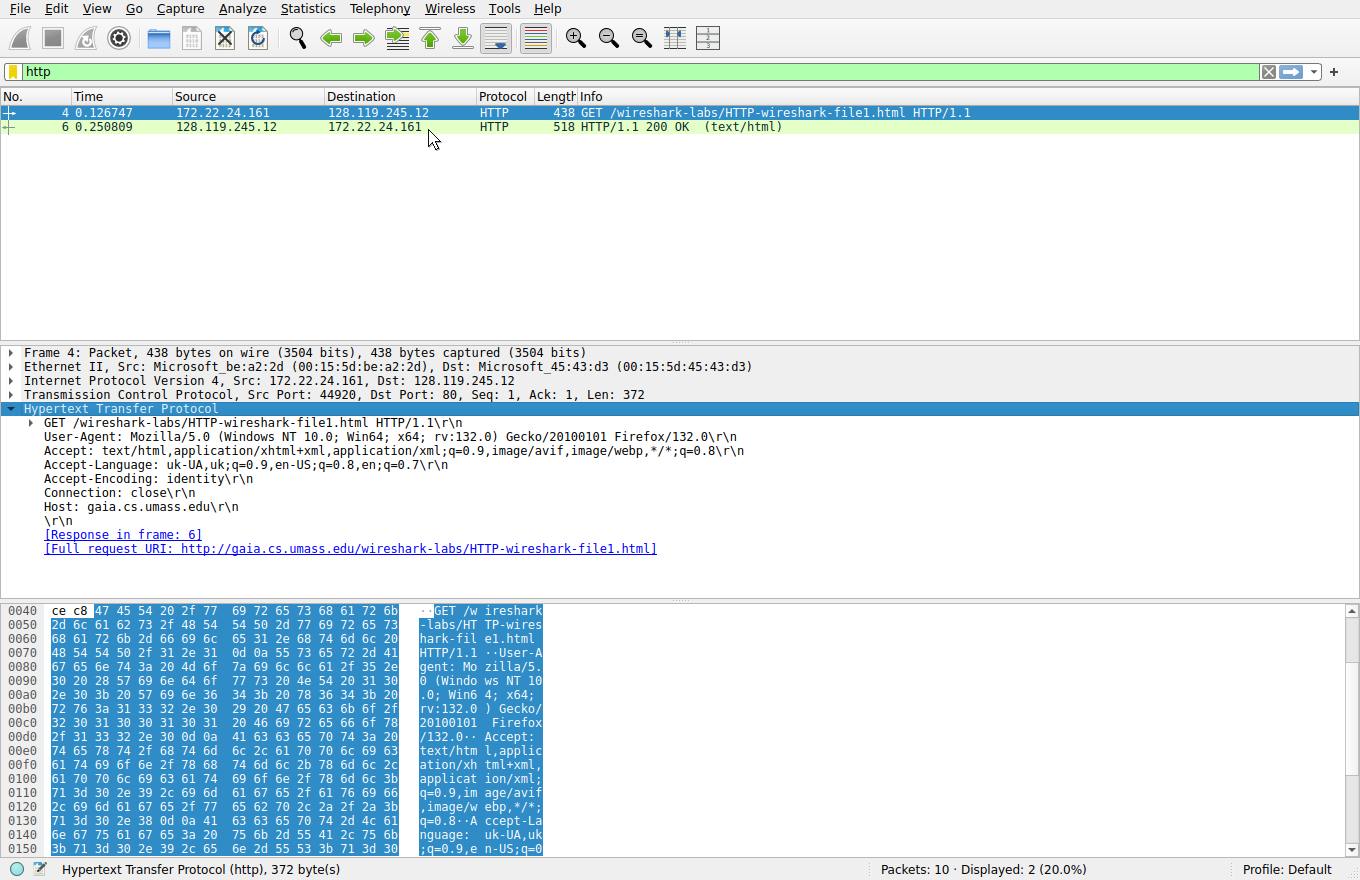 File Edit View Go Capture Analyze Statistics Telephony Wireless Tools Help
http
No. Time Source Destination Protocol Length Info
4 0.126747 172.22.24.161 128.119.245.12 HTTP 438 GET /wireshark-labs/HTTP-wireshark-file1.html HTTP/1.1
6 0.250809 128.119.245.12 172.22.24.161 HTTP 518 HTTP/1.1 200 OK  (text/html)
Frame 4: Packet, 438 bytes on wire (3504 bits), 438 bytes captured (3504 bits)
Ethernet II, Src: Microsoft_be:a2:2d (00:15:5d:be:a2:2d), Dst: Microsoft_45:43:d3 (00:15:5d:45:43:d3)
Internet Protocol Version 4, Src: 172.22.24.161, Dst: 128.119.245.12
Transmission Control Protocol, Src Port: 44920, Dst Port: 80, Seq: 1, Ack: 1, Len: 372
Hypertext Transfer Protocol
GET /wireshark-labs/HTTP-wireshark-file1.html HTTP/1.1\r\n
User-Agent: Mozilla/5.0 (Windows NT 10.0; Win64; x64; rv:132.0) Gecko/20100101 Firefox/132.0\r\n
Accept: text/html,application/xhtml+xml,application/xml;q=0.9,image/avif,image/webp,*/*;q=0.8\r\n
Accept-Language: uk-UA,uk;q=0.9,en-US;q=0.8,en;q=0.7\r\n
Accept-Encoding: identity\r\n
Connection: close\r\n
Host: gaia.cs.umass.edu\r\n
\r\n
[Response in frame: 6]
[Full request URI: http://gaia.cs.umass.edu/wireshark-labs/HTTP-wireshark-file1.html]
0040 ce c8 47 45 54 20 2f 77 69 72 65 73 68 61 72 6b ··GET /w ireshark
0050 2d 6c 61 62 73 2f 48 54 54 50 2d 77 69 72 65 73 -labs/HT TP-wires
0060 68 61 72 6b 2d 66 69 6c 65 31 2e 68 74 6d 6c 20 hark-fil e1.html
0070 48 54 54 50 2f 31 2e 31 0d 0a 55 73 65 72 2d 41 HTTP/1.1 ··User-A
0080 67 65 6e 74 3a 20 4d 6f 7a 69 6c 6c 61 2f 35 2e gent: Mo zilla/5.
0090 30 20 28 57 69 6e 64 6f 77 73 20 4e 54 20 31 30 0 (Windo ws NT 10
00a0 2e 30 3b 20 57 69 6e 36 34 3b 20 78 36 34 3b 20 .0; Win6 4; x64;
00b0 72 76 3a 31 33 32 2e 30 29 20 47 65 63 6b 6f 2f rv:132.0 ) Gecko/
00c0 32 30 31 30 30 31 30 31 20 46 69 72 65 66 6f 78 20100101  Firefox
00d0 2f 31 33 32 2e 30 0d 0a 41 63 63 65 70 74 3a 20 /132.0·· Accept:
00e0 74 65 78 74 2f 68 74 6d 6c 2c 61 70 70 6c 69 63 text/htm l,applic
00f0 61 74 69 6f 6e 2f 78 68 74 6d 6c 2b 78 6d 6c 2c ation/xh tml+xml,
0100 61 70 70 6c 69 63 61 74 69 6f 6e 2f 78 6d 6c 3b applicat ion/xml;
0110 71 3d 30 2e 39 2c 69 6d 61 67 65 2f 61 76 69 66 q=0.9,im age/avif
0120 2c 69 6d 61 67 65 2f 77 65 62 70 2c 2a 2f 2a 3b ,image/w ebp,*/*;
0130 71 3d 30 2e 38 0d 0a 41 63 63 65 70 74 2d 4c 61 q=0.8··A ccept-La
0140 6e 67 75 61 67 65 3a 20 75 6b 2d 55 41 2c 75 6b nguage:  uk-UA,uk
0150 3b 71 3d 30 2e 39 2c 65 6e 2d 55 53 3b 71 3d 30 ;q=0.9,e n-US;q=0
Hypertext Transfer Protocol (http), 372 byte(s) Packets: 10 · Displayed: 2 (20.0%) Profile: Default